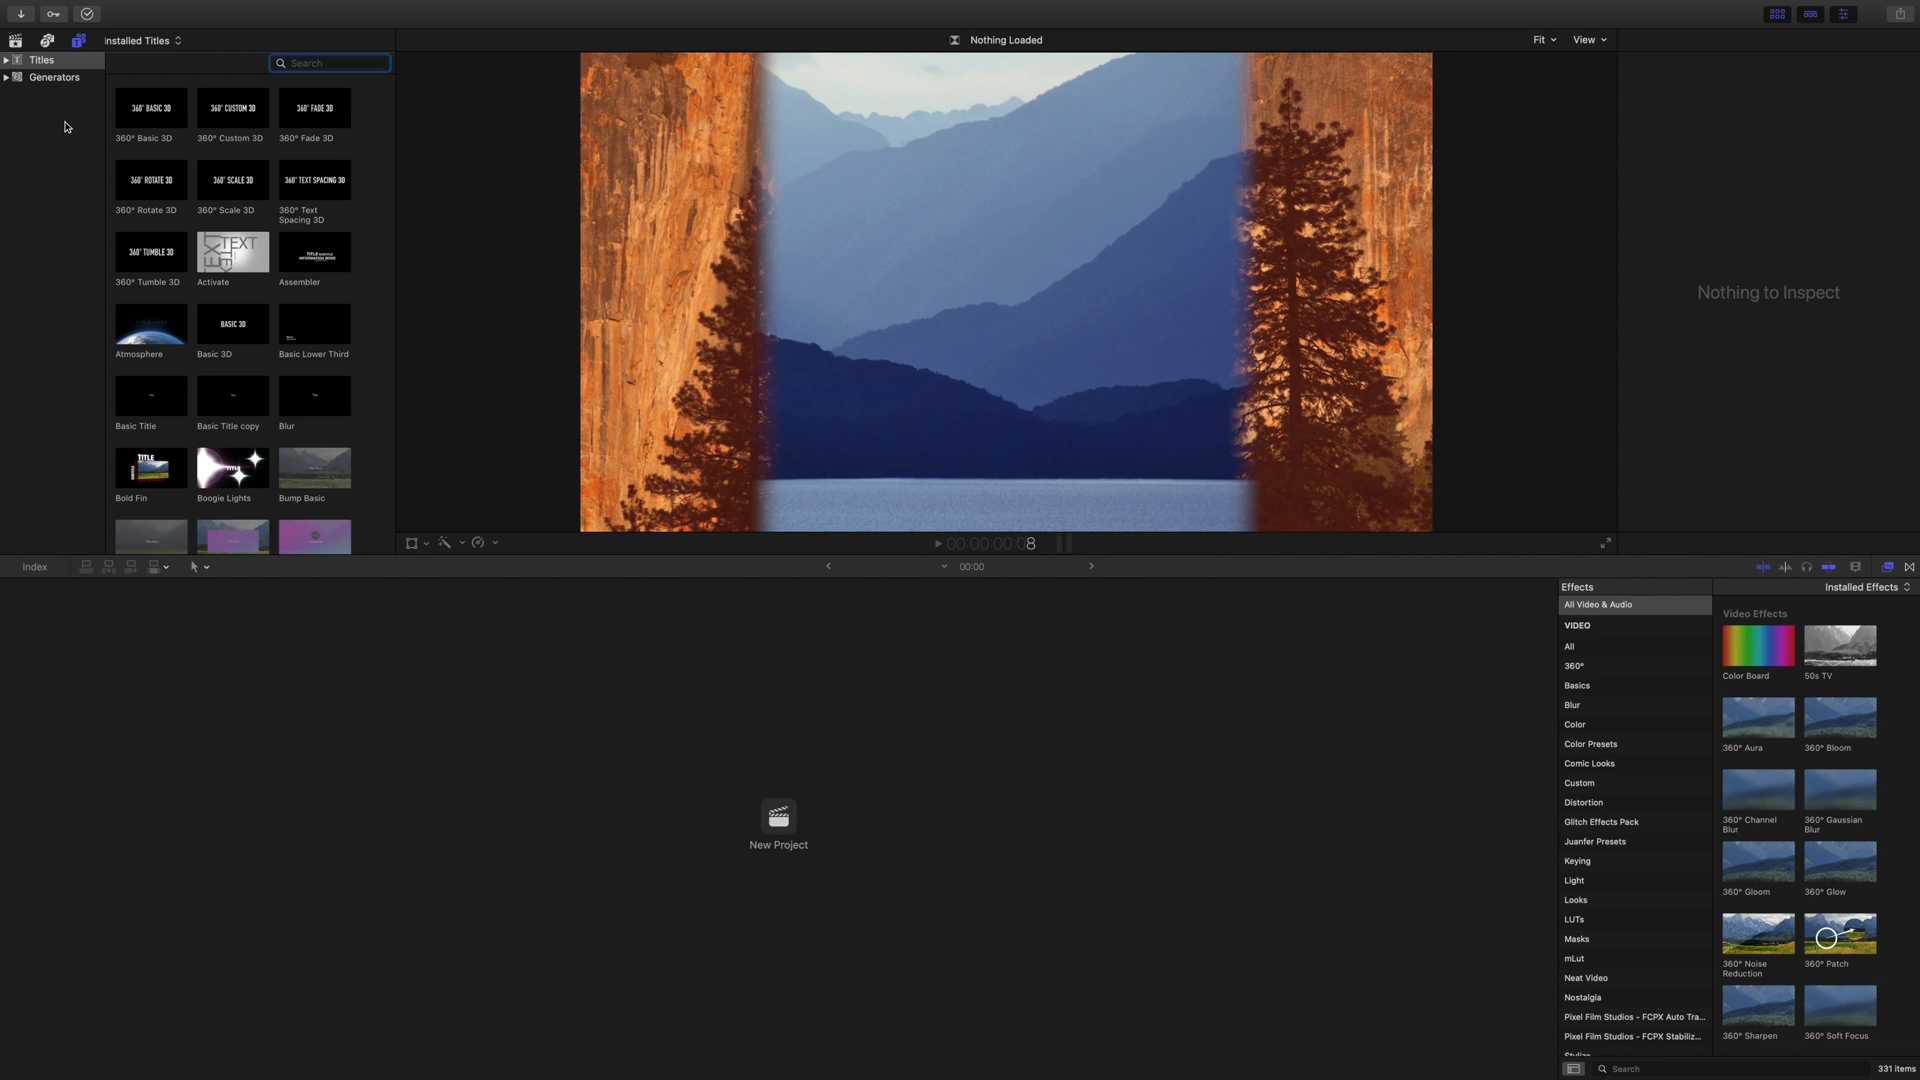 Installed Titles
Nothing Loaded
Fit
View
Titles
Generators
Search
360° BASIC 3D
360° CUSTOM 3D
360° FADE 3D
360° Basic 3D
360° Custom 3D
360° Fade 3D
360° ROTATE 3D
360° SCALE 3D
360° TEXT SPACING 3D
360° Rotate 3D
360° Scale 3D
360° Text
Spacing 3D
360° TUMBLE 3D
TEXT
TEXT
360° Tumble 3D
Activate
Assembler
TITLE HERE
BASIC 3D
Atmosphere
Basic 3D
Basic Lower Third
Basic Title
Basic Title copy
Blur
TITLE
TITLE
Bold Fin
Boogie Lights
Bump Basic
Nothing to Inspect
00:00:00:08
Index
00:00
New Project
Effects
Installed Effects
All Video & Audio
VIDEO
All
360°
Basics
Blur
Color
Color Presets
Comic Looks
Custom
Distortion
Glitch Effects Pack
Juanfer Presets
Keying
Light
Looks
LUTs
Masks
mLut
Neat Video
Nostalgia
Pixel Film Studios - FCPX Auto Tra...
Pixel Film Studios - FCPX Stabiliz...
Stylize
Video Effects
Color Board
50s TV
360° Aura
360° Bloom
360° Channel
Blur
360° Gaussian
Blur
360° Gloom
360° Glow
360° Noise
Reduction
360° Patch
360° Sharpen
360° Soft Focus
Search
331 items